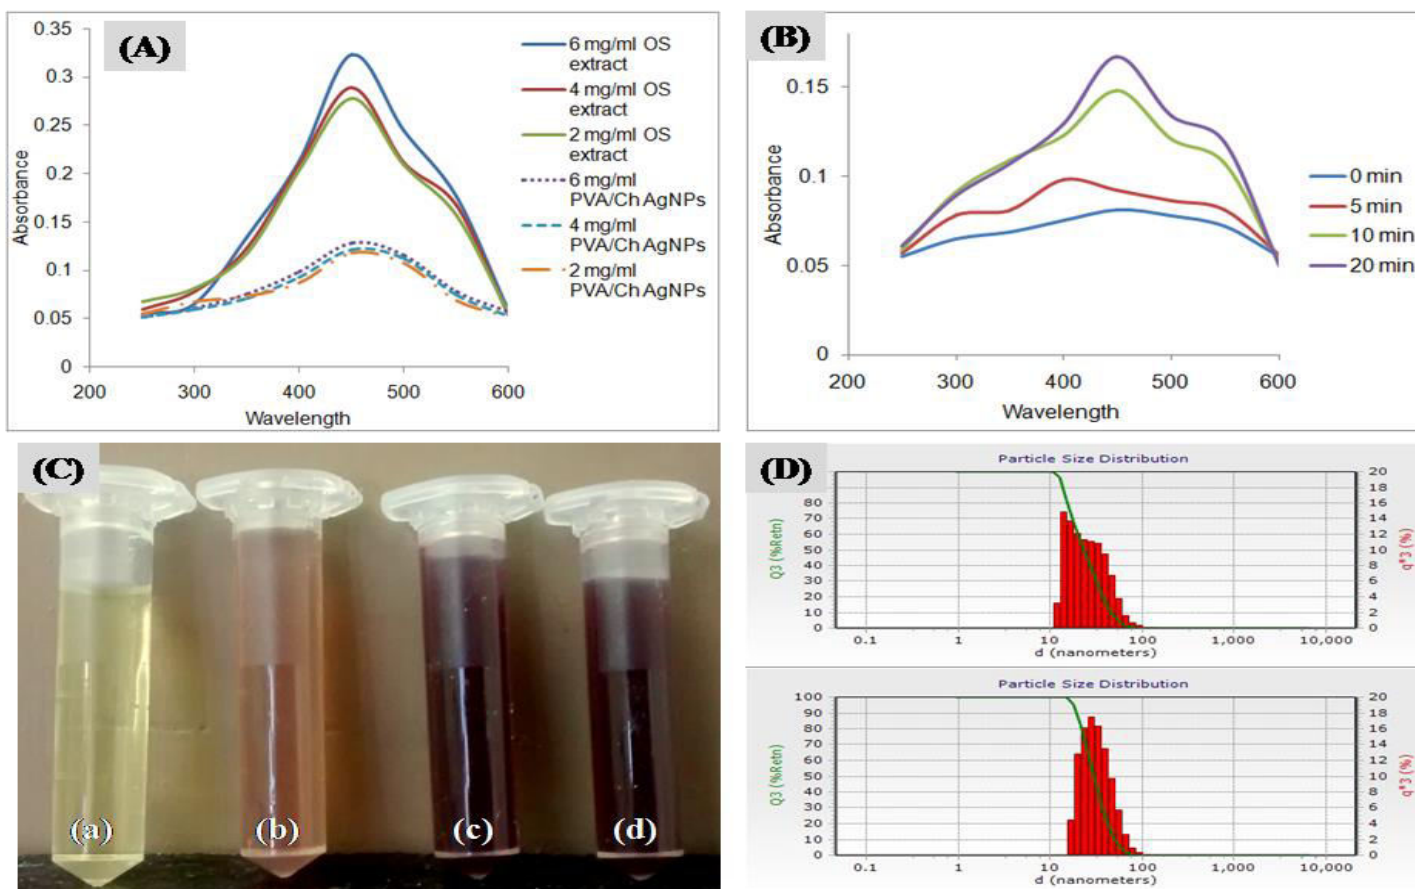 (A)
0.35
0.3
0.25
0.2
0.15
0.1
0.05
0
Absorbance
200
300
400
500
600
Wavelength
6 mg/ml OS
extract
4 mg/ml OS
extract
2 mg/ml OS
extract
6 mg/ml
PVA/Ch AgNPs
4 mg/ml
PVA/Ch AgNPs
2 mg/ml
PVA/Ch AgNPs
(B)
0.15
0.1
0.05
0
Absorbance
200
300
400
500
600
Wavelength
0 min
5 min
10 min
20 min
(C)
(a)
(b)
(c)
(d)
(D)
Particle Size Distribution
80
70
60
50
40
30
20
10
0
Q3 (%Retn)
20
18
16
14
12
10
8
6
4
2
0
q*3 (%)
0.1
1
10
100
1,000
10,000
d (nanometers)
Particle Size Distribution
100
90
80
70
60
50
40
30
20
10
0
Q3 (%Retn)
20
18
16
14
12
10
8
6
4
2
0
q*3 (%)
0.1
1
10
100
1,000
10,000
d (nanometers)